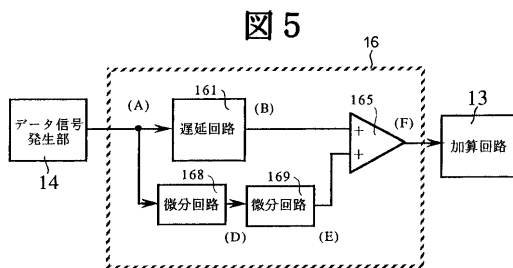 図5
16
(A)
161
(B)
165
(F)
13
データ信号
発生部
14
遅延回路
+
+
加算回路
168
微分回路
169
微分回路
(D)
(E)